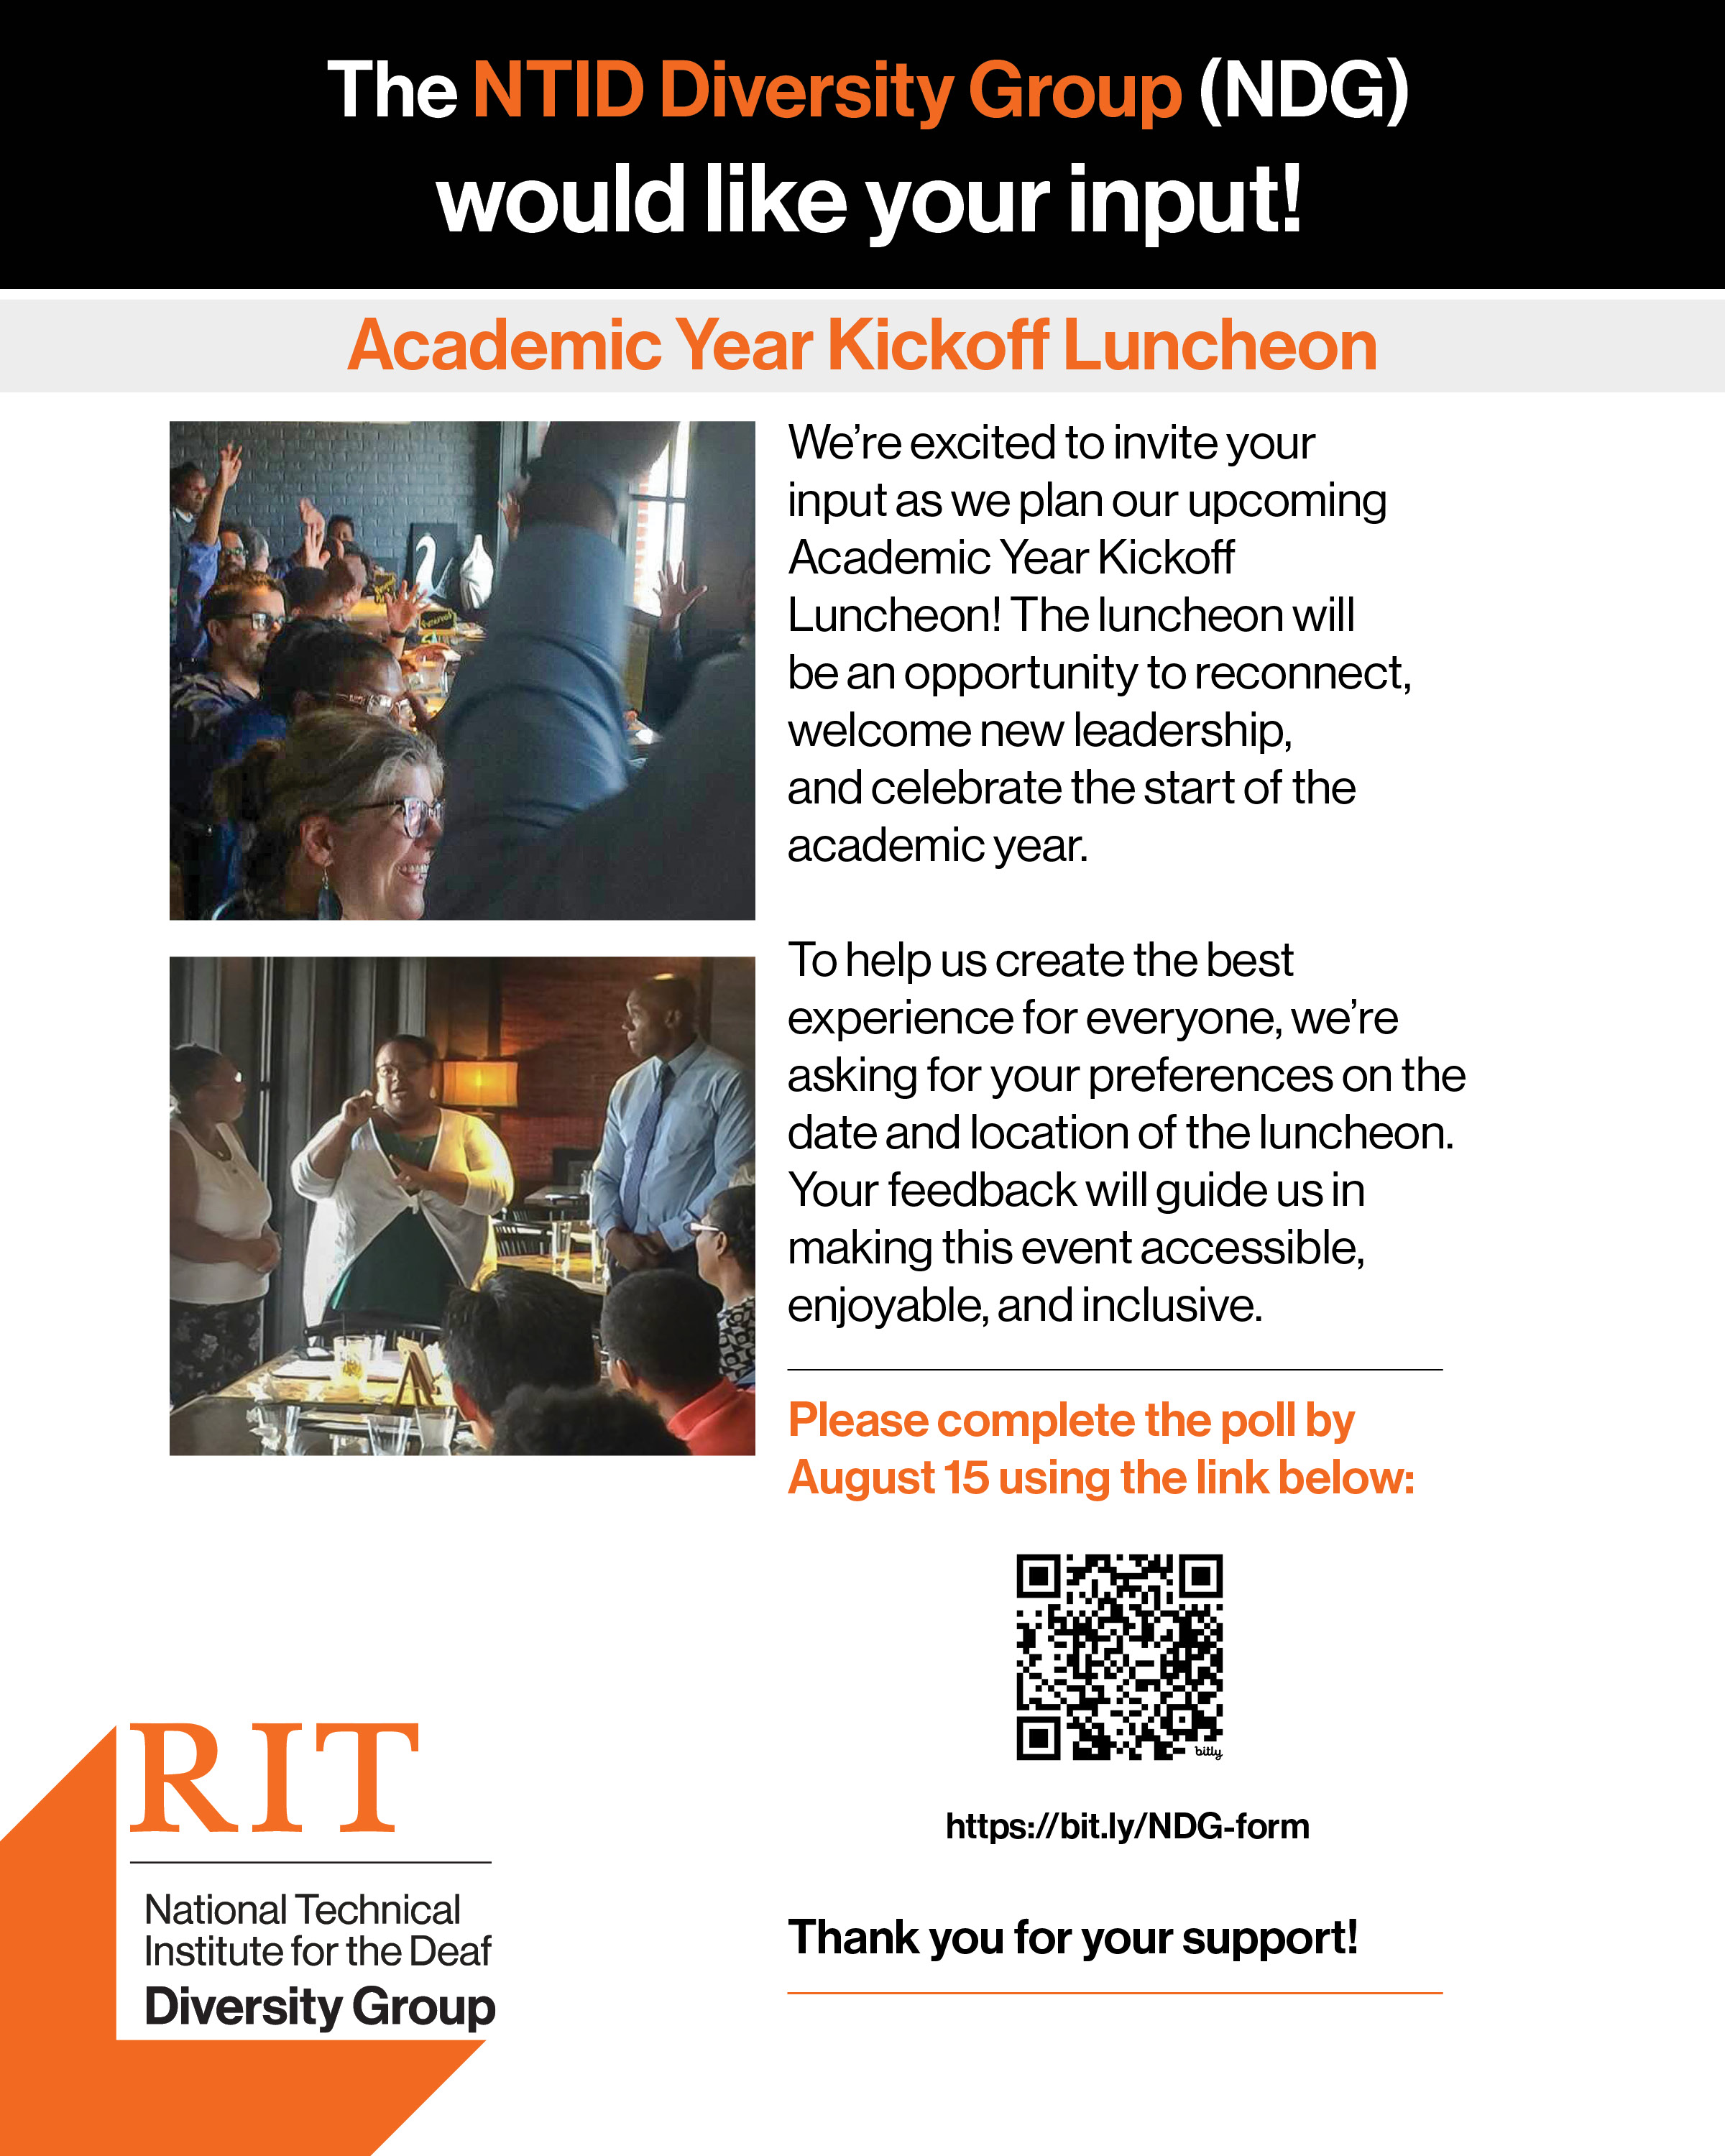 The NTID Diversity Group (NDG)
would like your input!
Academic Year Kickoff Luncheon
We’re excited to invite your
input as we plan our upcoming
Academic Year Kickoff
Luncheon! The luncheon will
be an opportunity to reconnect,
welcome new leadership,
and celebrate the start of the
academic year.
To help us create the best
experience for everyone, we’re
asking for your preferences on the
date and location of the luncheon.
Your feedback will guide us in
making this event accessible,
enjoyable, and inclusive.
Please complete the poll by
August 15 using the link below:
bitly
https://bit.ly/NDG-form
Thank you for your support!
RIT
National Technical
Institute for the Deaf
Diversity Group